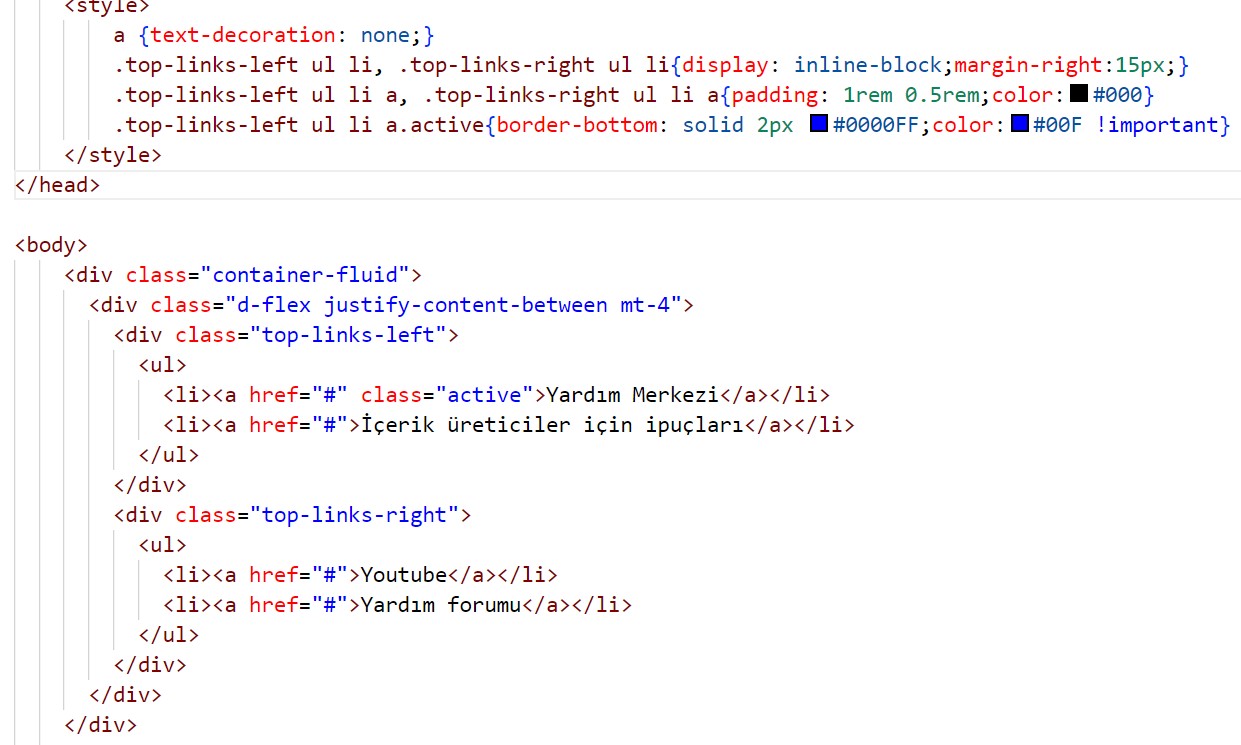 <style>
a {text-decoration: none;}
.top-links-left ul li, .top-links-right ul li{display: inline-block;margin-right:15px;}
.top-links-left ul li a, .top-links-right ul li a{padding: 1rem 0.5rem;color:#000}
.top-links-left ul li a.active{border-bottom: solid 2px #0000FF;color:#00F !important}
</style>
</head>
<body>
<div class="container-fluid">
<div class="d-flex justify-content-between mt-4">
<div class="top-links-left">
<ul>
<li><a href="#" class="active">Yardım Merkezi</a></li>
<li><a href="#">İçerik üreticiler için ipuçları</a></li>
</ul>
</div>
<div class="top-links-right">
<ul>
<li><a href="#">Youtube</a></li>
<li><a href="#">Yardım forumu</a></li>
</ul>
</div>
</div>
</div>